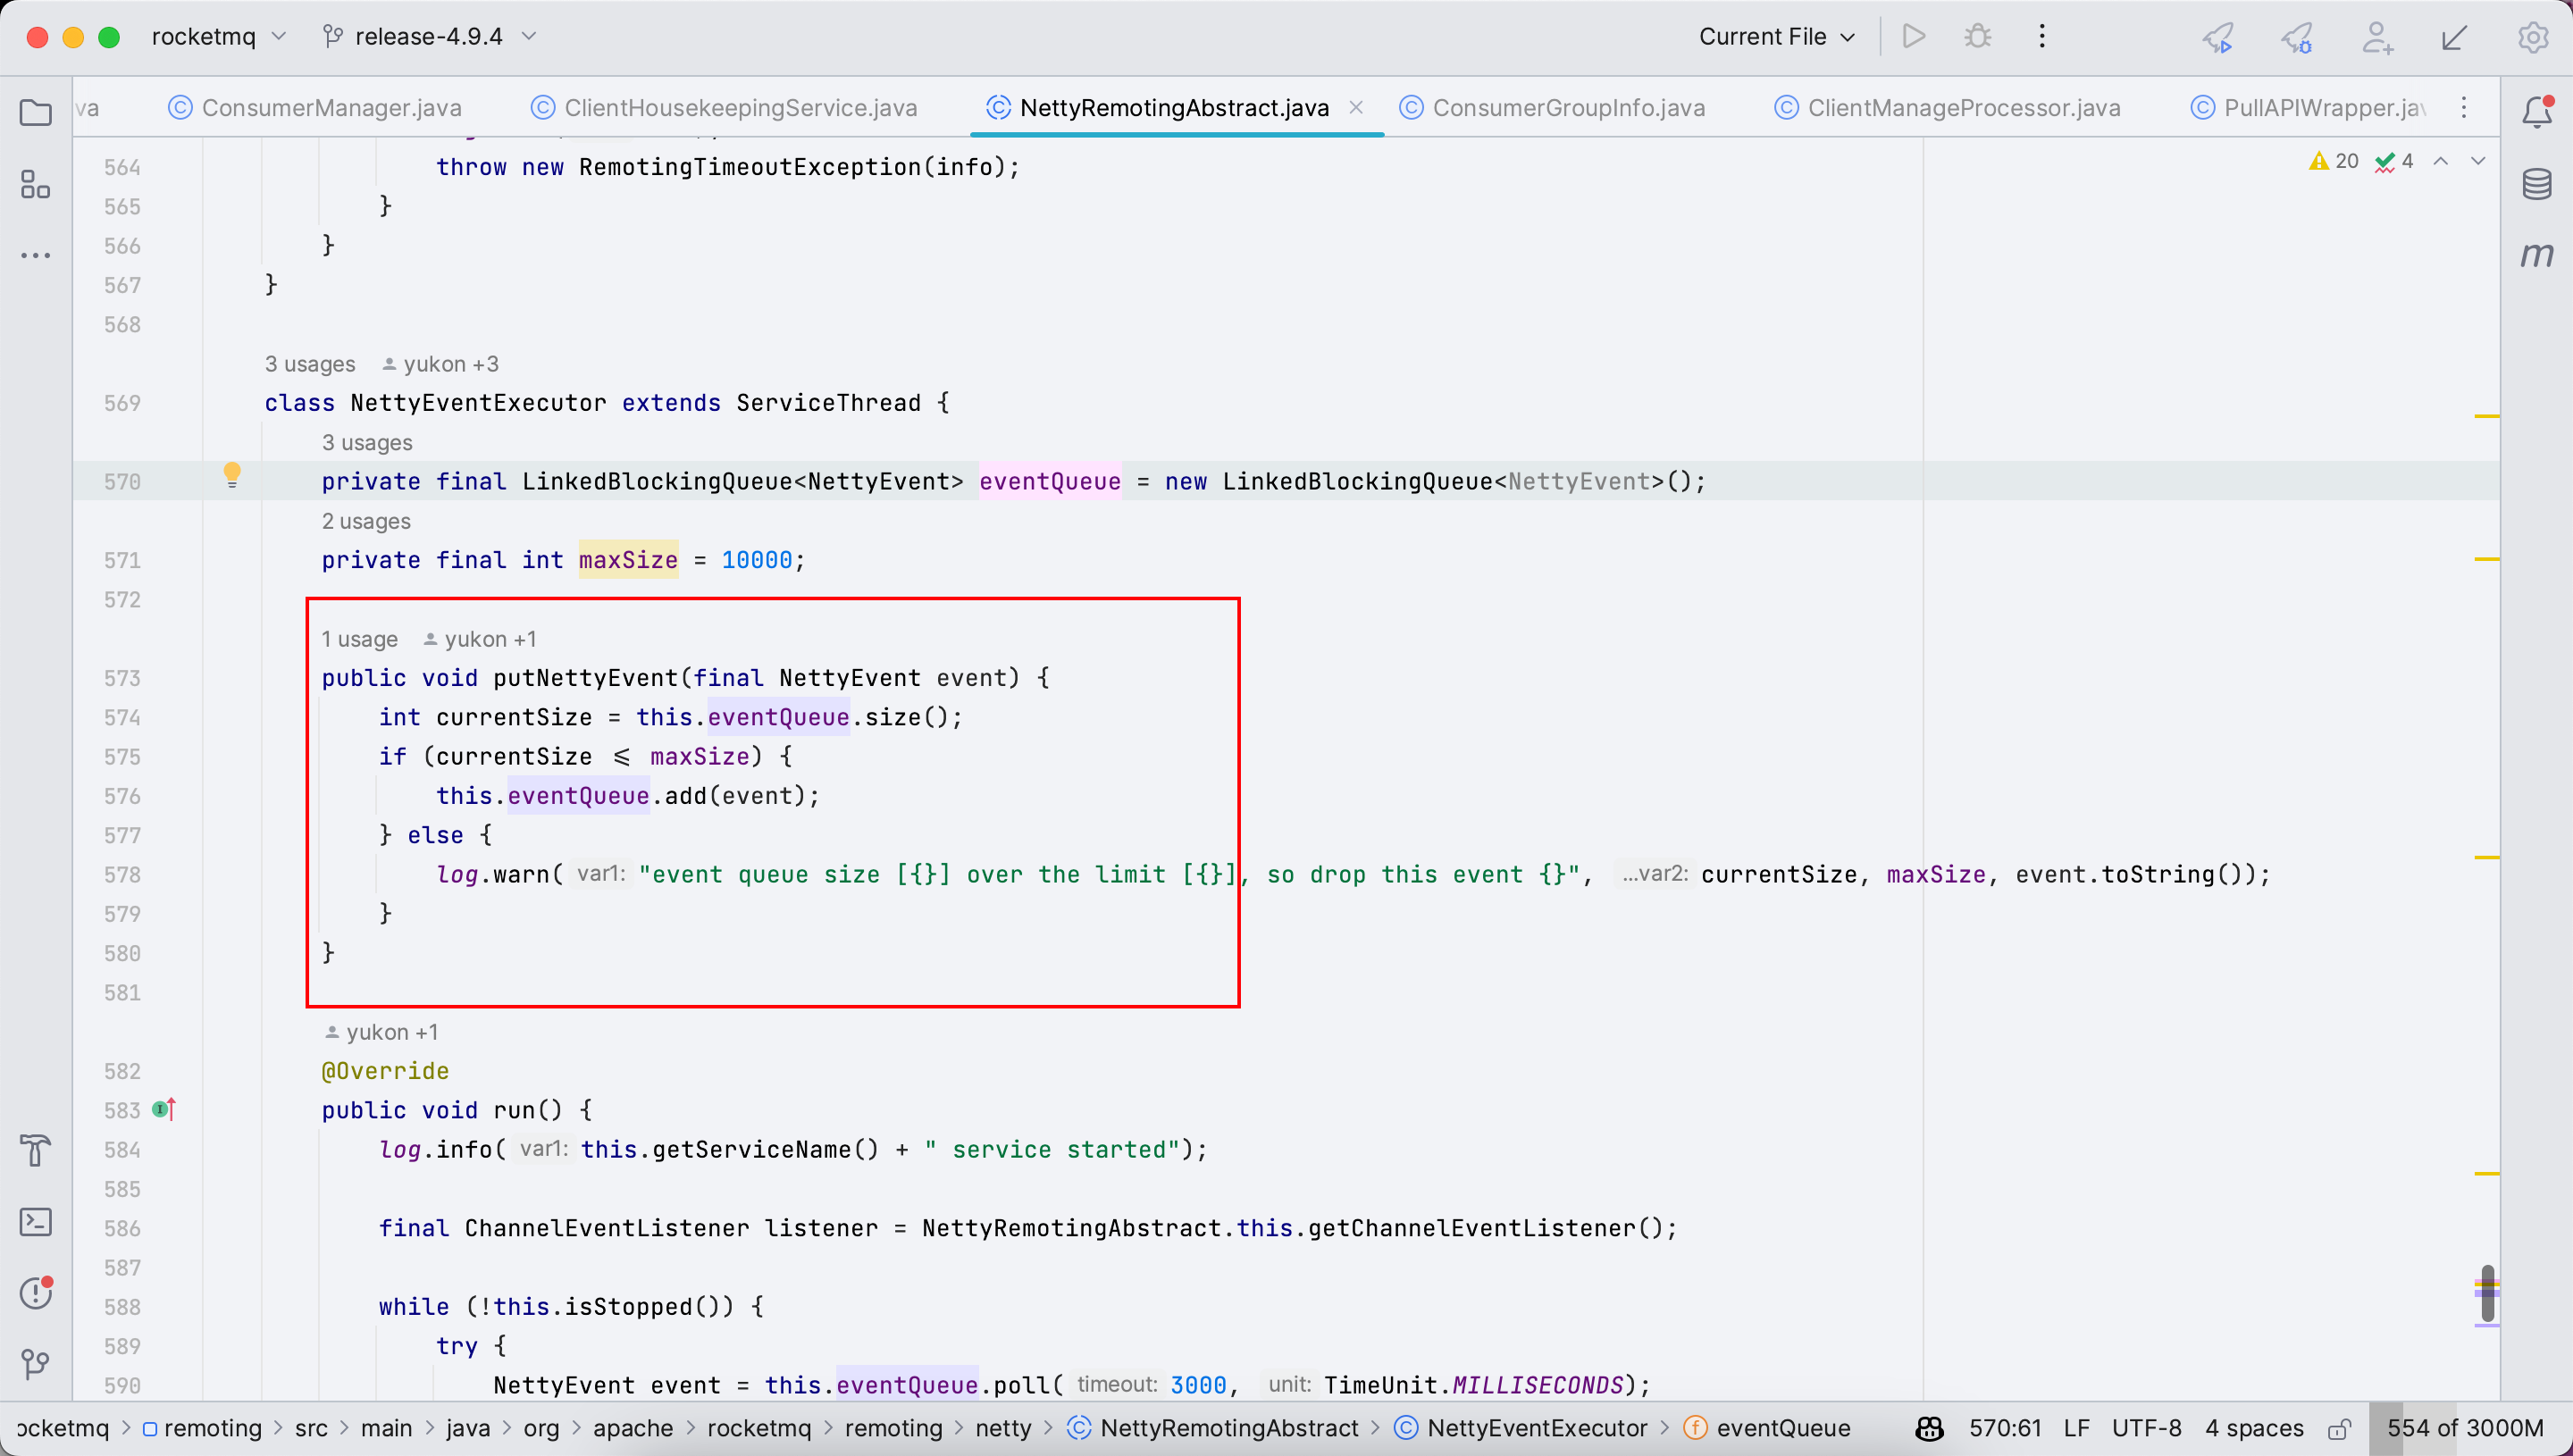 rocketmq release-4.9.4 Current File
va ConsumerManager.java ClientHousekeepingService.java NettyRemotingAbstract.java ConsumerGroupInfo.java ClientManageProcessor.java PullAPIWrapper.jav
564 throw new RemotingTimeoutException(info); 20 4
565 }
566 }
567 }
568
3 usages yukon +3
569 class NettyEventExecutor extends ServiceThread {
3 usages
570 private final LinkedBlockingQueue<NettyEvent> eventQueue = new LinkedBlockingQueue<NettyEvent>();
2 usages
571 private final int maxSize = 10000;
572
1 usage yukon +1
573 public void putNettyEvent(final NettyEvent event) {
574 int currentSize = this.eventQueue.size();
575 if (currentSize <= maxSize) {
576 this.eventQueue.add(event);
577 } else {
578 log.warn( var1: "event queue size [{}] over the limit [{}], so drop this event {}", ...var2: currentSize, maxSize, event.toString());
579 }
580 }
581
yukon +1
582 @Override
583 public void run() {
584 log.info( var1: this.getServiceName() + " service started");
585
586 final ChannelEventListener listener = NettyRemotingAbstract.this.getChannelEventListener();
587
588 while (!this.isStopped()) {
589 try {
590 NettyEvent event = this.eventQueue.poll( timeout: 3000, unit: TimeUnit.MILLISECONDS);
ocketmq > remoting > src > main > java > org > apache > rocketmq > remoting > netty > NettyRemotingAbstract > NettyEventExecutor > eventQueue 570:61 LF UTF-8 4 spaces 554 of 3000M